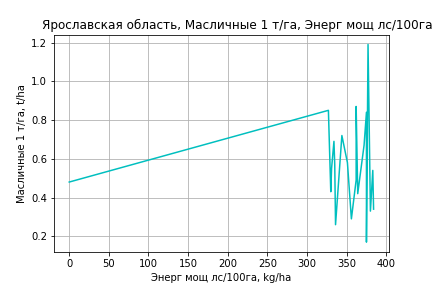 Ярославская область, Масличные 1 т/га, Энерг мощ лс/100га
1.2
1.0
0.8
0.6
0.4
0.2
Масличные 1 т/га, t/ha
0 50 100 150 200 250 300 350 400
Энерг мощ лс/100га, kg/ha